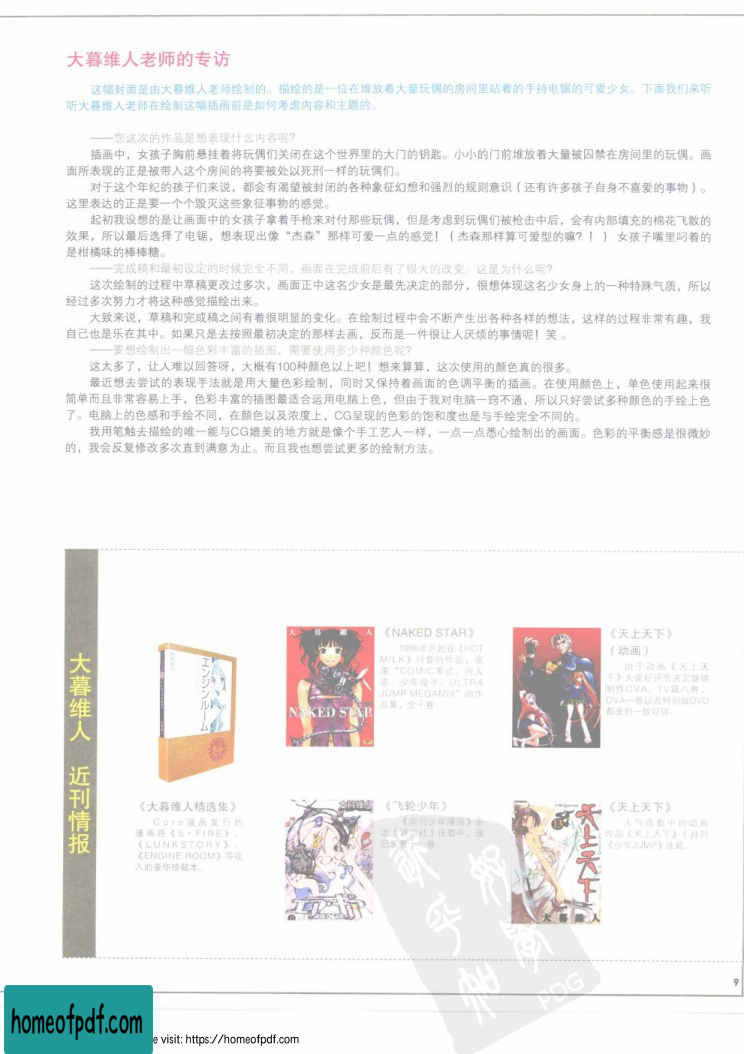 大暮维人老师的专访
这幅封面是由大暮维人老师绘制的。描绘的是一位在堆放着大量玩偶的房间里站着的手持电锯的可爱少女。下面我们来听
听大暮维人老师在绘制这幅插画前是如何考虑内容和主题的。
——您这次的作品是想表现什么内容呢?
插画中，女孩子胸前悬挂着将玩偶们关闭在这个世界里的大门的钥匙。小小的门前堆放着大量被囚禁在房间里的玩偶。画
面所表现的正是被带入这个房间的将要被处以死刑一样的玩偶们。
对于这个年纪的孩子们来说，都会有渴望被封闭的各种象征幻想和强烈的规则意识（还有许多孩子自身不喜爱的事物）。
这里表达的正是要一个个毁灭这些象征事物的感觉。
起初我设想的是让画面中的女孩子拿着手枪来对付那些玩偶，但是考虑到玩偶们被枪击中后，会有内部填充的棉花飞散的
效果，所以最后选择了电锯，想表现出像“杰森”那样可爱一点的感觉!（杰森那样算可爱型的嘛？！）女孩子嘴里叼着的
是柑橘味的棒棒糖。
——完成稿和最初设定的时候完全不同，画面在完成前后有了很大的改变。这是为什么呢?
这次绘制的过程中草稿更改过多次，画面正中这名少女是最先决定的部分，很想体现这名少女身上的一种特殊气质，所以
经过多次努力才将这种感觉描绘出来。
大致来说，草稿和完成稿之间有着很明显的变化。在绘制过程中会不断产生出各种各样的想法，这样的过程非常有趣，我
自己也是乐在其中。如果只是去按照最初决定的那样去画，反而是一件很让人厌烦的事情呢！笑 。
——要想绘制出一幅色彩丰富的插图，需要使用多少种颜色呢?
这太多了，让人难以回答呀，大概有100种颜色以上吧！想来算算，这次使用的颜色真的很多。
最近想去尝试的表现手法就是用大量色彩绘制，同时又保持着画面的色调平衡的插画。在使用颜色上，单色使用起来很
简单而且非常容易上手，色彩丰富的插图最适合运用电脑上色，但由于我对电脑一窍不通，所以只好尝试多种颜色的手绘上色
了。电脑上的色感和手绘不同，在颜色以及浓度上，CG呈现的色彩的饱和度也是与手绘完全不同的。
我用笔触去描绘的唯一能与CG媲美的地方就是像个手工艺人一样，一点一点悉心绘制出的画面。色彩的平衡感是很微妙
的，我会反复修改多次直到满意为止。而且我也想尝试更多的绘制方法。
大暮维人 近刊情报
エンジンルーム
《大暮维人精选集》
Core漫画发行的
漫画将《5·FIRE》、
《LUNKSTORY》、
《ENGINE ROOM》等收
入的豪华珍藏本。
大暮維人
NAKED STAR
《NAKED STAR》
1996年开始在《HOT
MILK》刊登的作品，收
录“COMIC零式、同人
志、少年投手、ULTRA
JUMP MEGAMIX”的作
品集，全十卷。
《天上天下》
（动画）
由于动画《天上天
下》大受好评而决定继续
制作OVA，TV篇八卷，
OVA一卷以及特别版DVD
都受到一致好评。
大暮維人
エア・ギア
AIR GEAR
《飞轮少年》
《周刊少年漫画》杂
志（讲谈社）连载中，现
已发售十一卷。
天上天下
13
大暮維人
《天上天下》
人气连载中的动画
作品《天上天下》（月刊
《少年JUMP》连载。
PDG
9
homeofpdf.com
e visit: https://homeofpdf.com